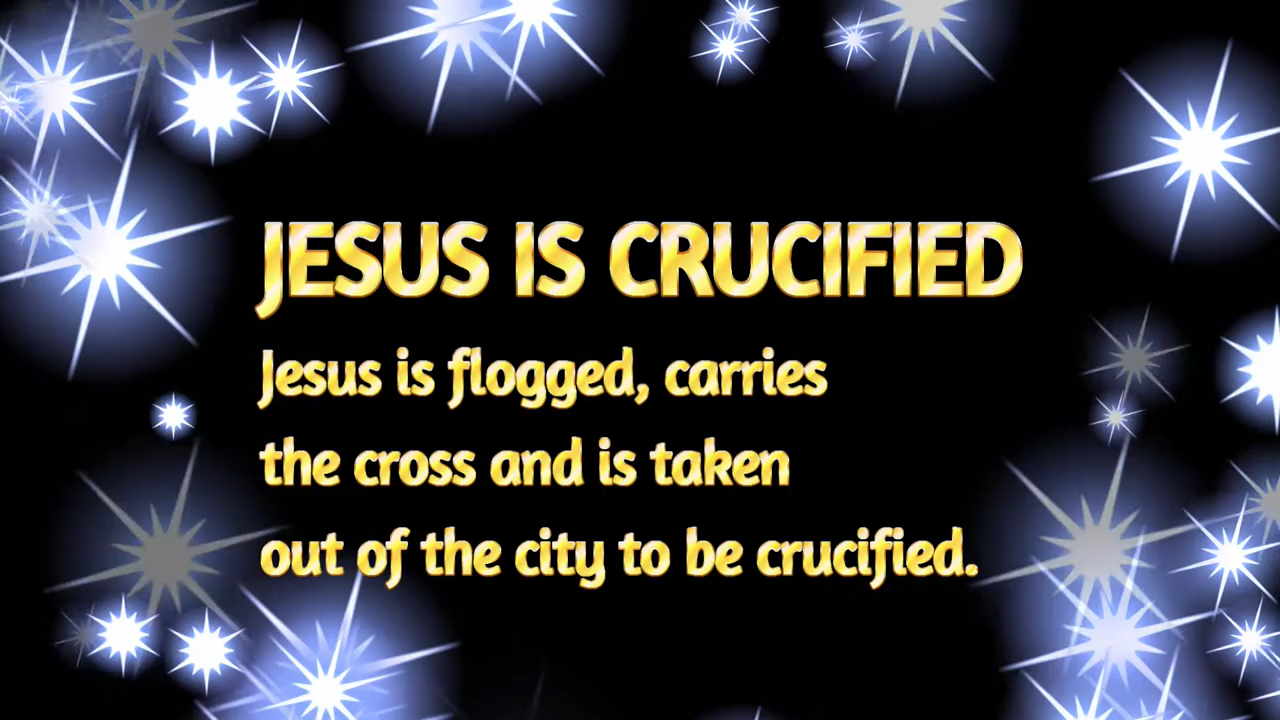 JESUS IS CRUCIFIED
Jesus is flogged, carries
the cross and is taken
out of the city to be crucified.